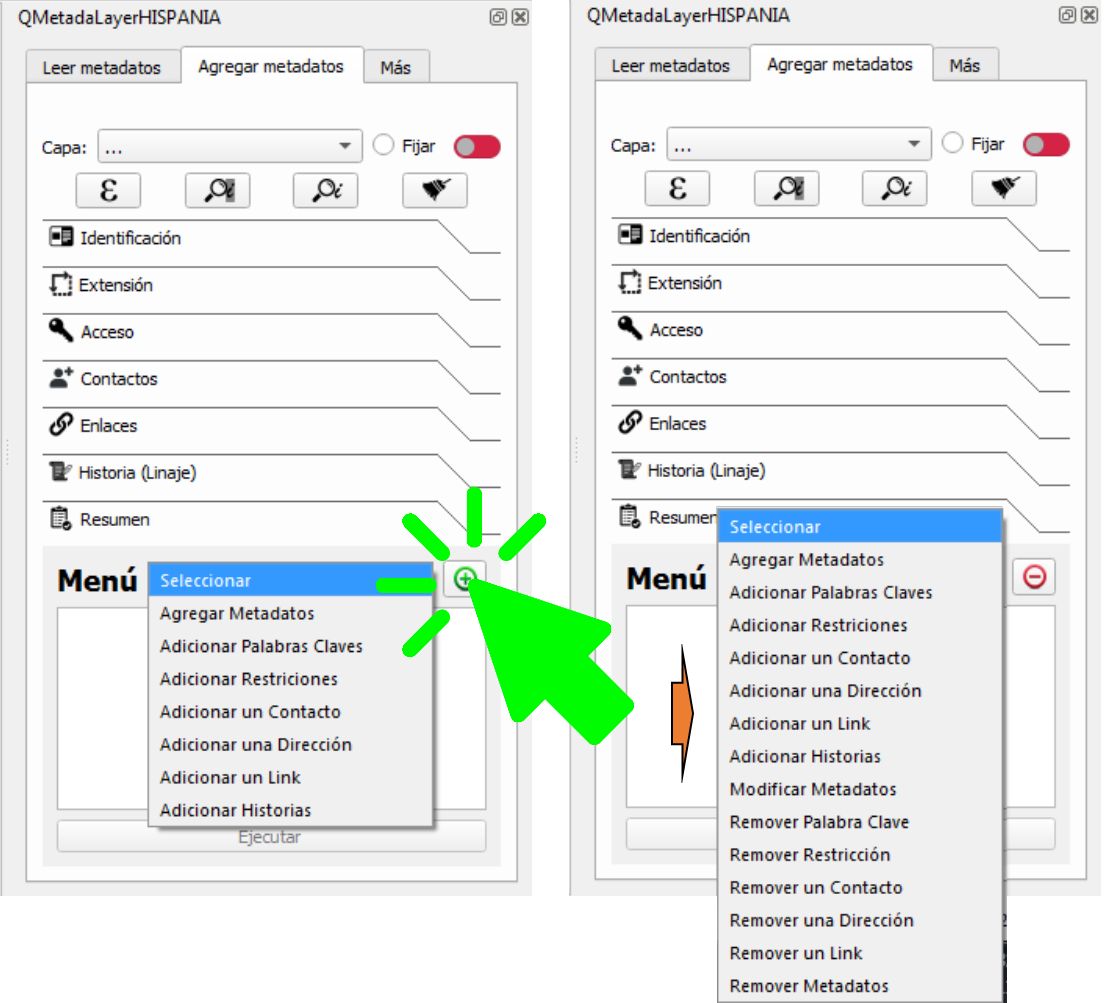 QMetadaLayerHISPANIA
Leer metadatos
Agregar metadatos
Más
Capa:
...
Fijar
ε
i
i
Identificación
Extensión
Acceso
Contactos
Enlaces
Historia (Linaje)
Resumen
Menú
Seleccionar
Agregar Metadatos
Adicionar Palabras Claves
Adicionar Restriciones
Adicionar un Contacto
Adicionar una Dirección
Adicionar un Link
Adicionar Historias
Ejecutar
QMetadaLayerHISPANIA
Leer metadatos
Agregar metadatos
Más
Capa:
...
Fijar
ε
i
i
Identificación
Extensión
Acceso
Contactos
Enlaces
Historia (Linaje)
Resumen
Menú
Seleccionar
Agregar Metadatos
Adicionar Palabras Claves
Adicionar Restriciones
Adicionar un Contacto
Adicionar una Dirección
Adicionar un Link
Adicionar Historias
Modificar Metadatos
Remover Palabra Clave
Remover Restricción
Remover un Contacto
Remover una Dirección
Remover un Link
Remover Metadatos